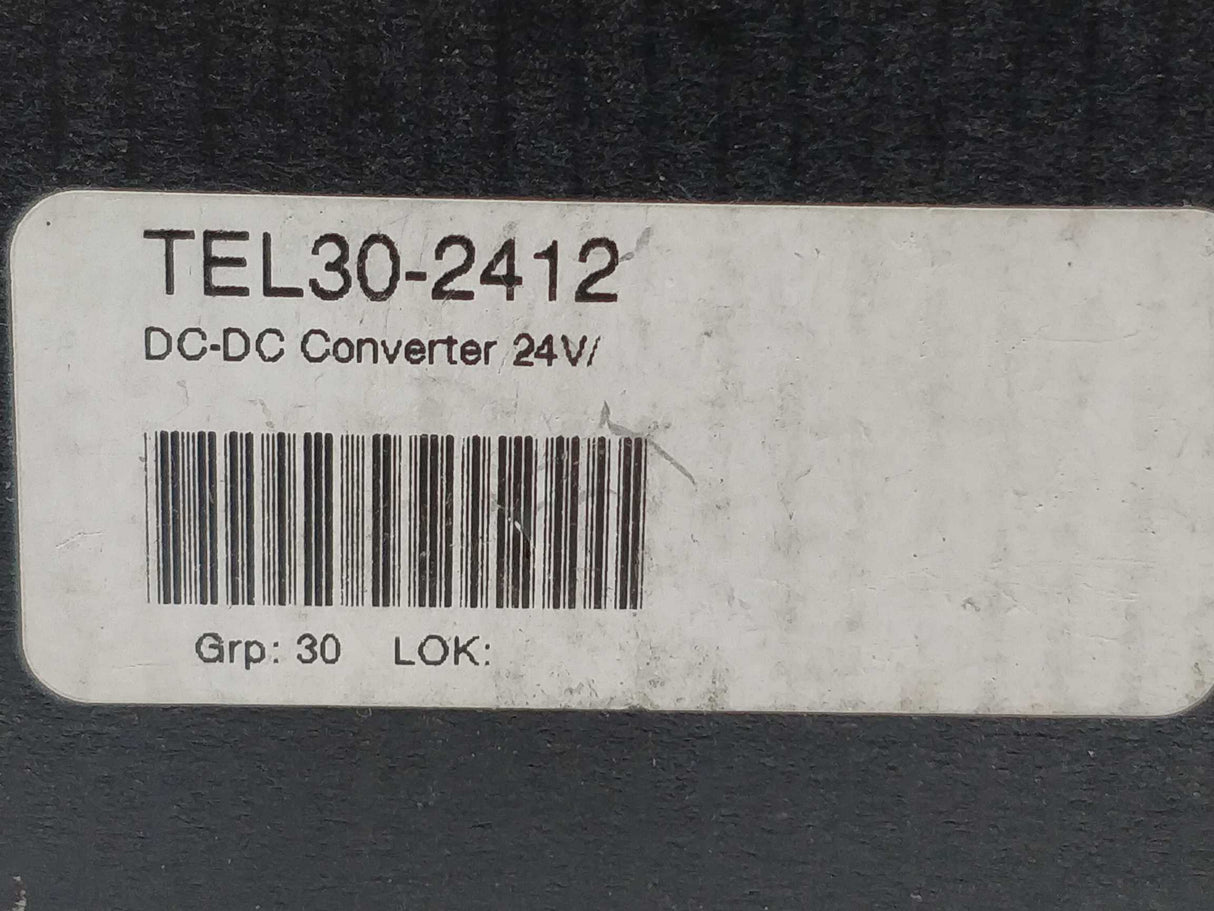 TEL30-2412
DC-DC Converter 24V/
Grp: 30 LOK: